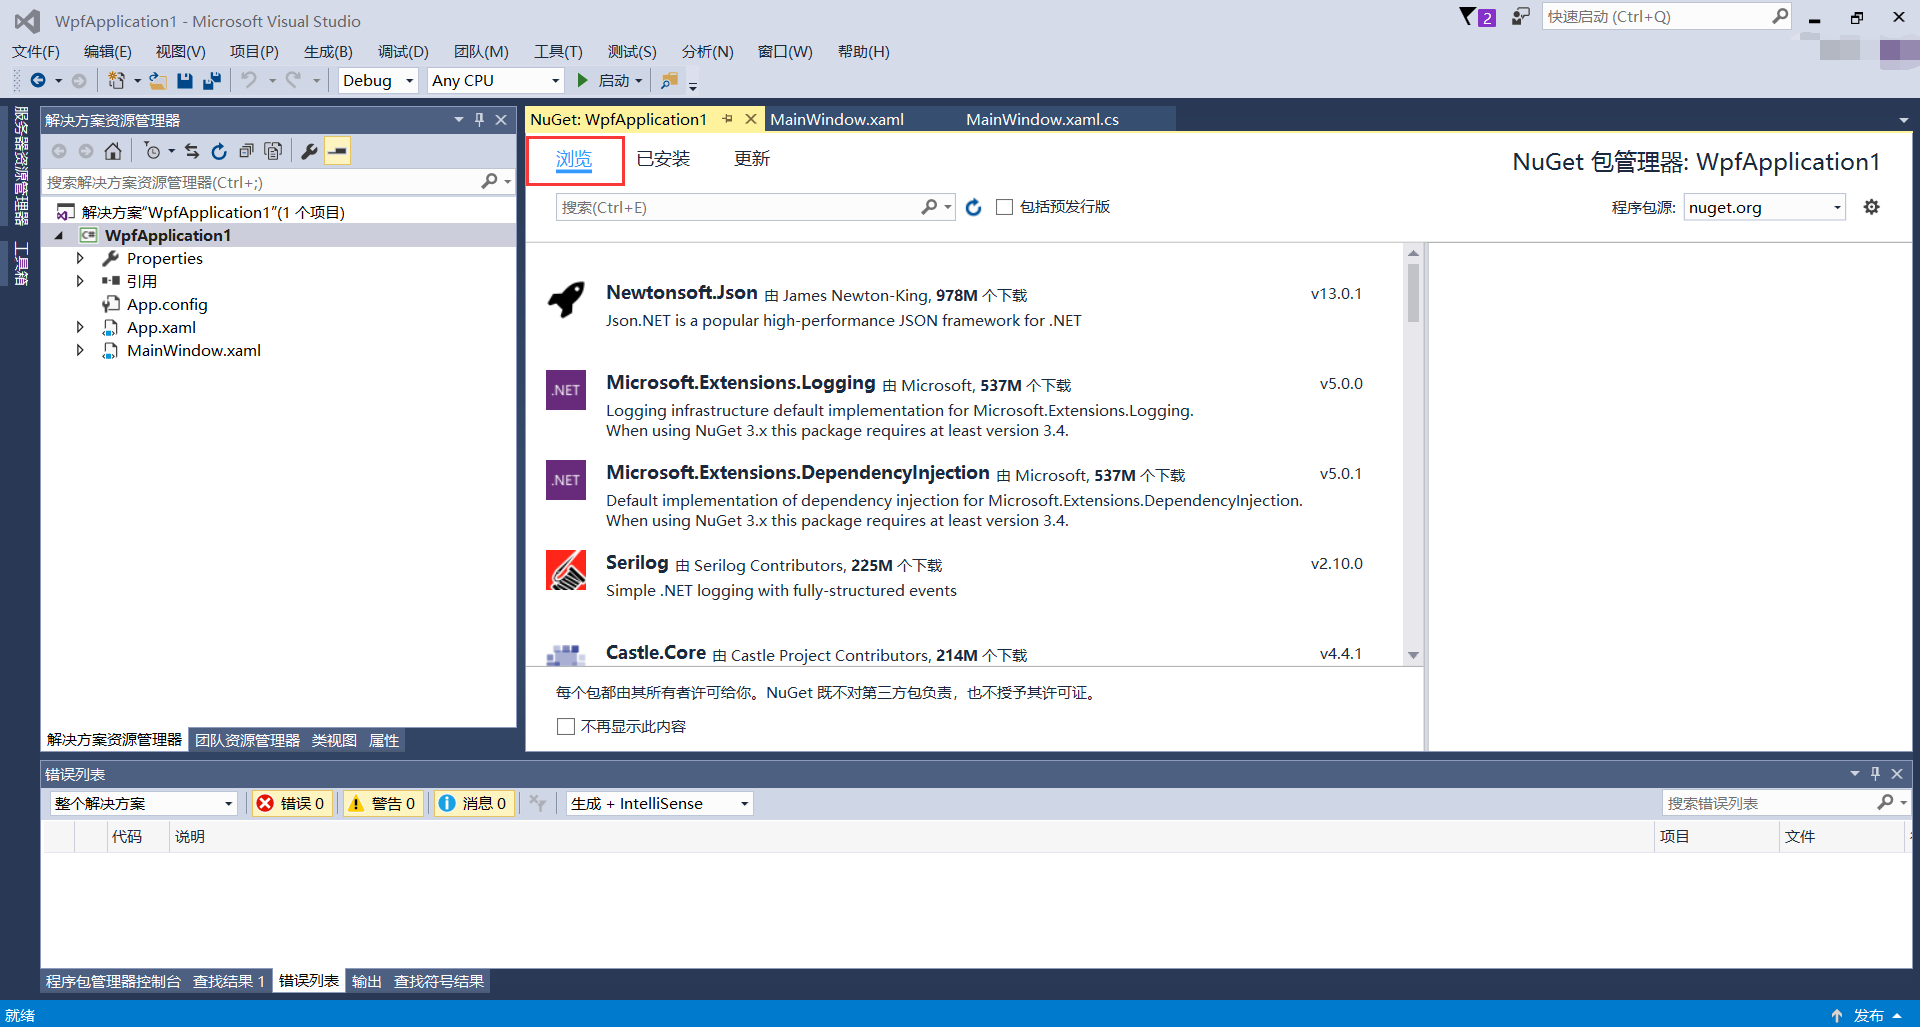 WpfApplication1 - Microsoft Visual Studio
2
快速启动 (Ctrl+Q)
文件(F) 编辑(E) 视图(V) 项目(P) 生成(B) 调试(D) 团队(M) 工具(T) 测试(S) 分析(N) 窗口(W) 帮助(H)
Debug Any CPU 启动
服务器资源管理器
工具箱
解决方案资源管理器
搜索解决方案资源管理器(Ctrl+;)
解决方案“WpfApplication1”(1 个项目)
C# WpfApplication1
Properties
引用
App.config
App.xaml
MainWindow.xaml
解决方案资源管理器 团队资源管理器 类视图 属性
NuGet: WpfApplication1 MainWindow.xaml MainWindow.xaml.cs
浏览 已安装 更新
NuGet 包管理器: WpfApplication1
搜索(Ctrl+E) 包括预发行版 程序包源: nuget.org
Newtonsoft.Json 由 James Newton-King, 978M 个下载 v13.0.1
Json.NET is a popular high-performance JSON framework for .NET
.NET Microsoft.Extensions.Logging 由 Microsoft, 537M 个下载 v5.0.0
Logging infrastructure default implementation for Microsoft.Extensions.Logging.
When using NuGet 3.x this package requires at least version 3.4.
.NET Microsoft.Extensions.DependencyInjection 由 Microsoft, 537M 个下载 v5.0.1
Default implementation of dependency injection for Microsoft.Extensions.DependencyInjection.
When using NuGet 3.x this package requires at least version 3.4.
Serilog 由 Serilog Contributors, 225M 个下载 v2.10.0
Simple .NET logging with fully-structured events
Castle.Core 由 Castle Project Contributors, 214M 个下载 v4.4.1
每个包都由其所有者许可给你。NuGet 既不对第三方包负责，也不授予其许可证。
不再显示此内容
错误列表
整个解决方案 错误 0 警告 0 消息 0 生成 + IntelliSense 搜索错误列表
代码 说明 项目 文件
程序包管理器控制台 查找结果 1 错误列表 输出 查找符号结果
就绪 发布